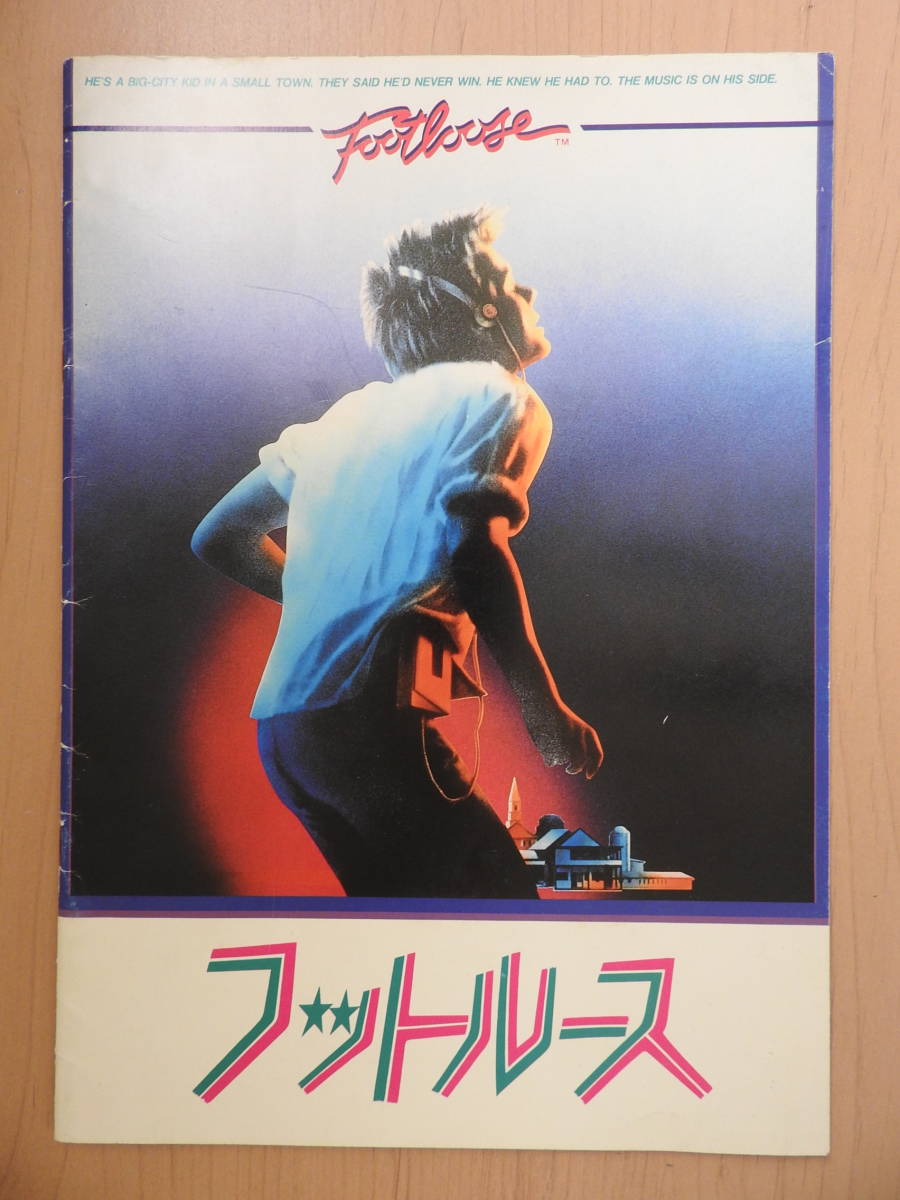 HE'S A BIG-CITY KID IN A SMALL TOWN. THEY SAID HE'D NEVER WIN. HE KNEW HE HAD TO. THE MUSIC IS ON HIS SIDE.
Footloose TM
フットルース